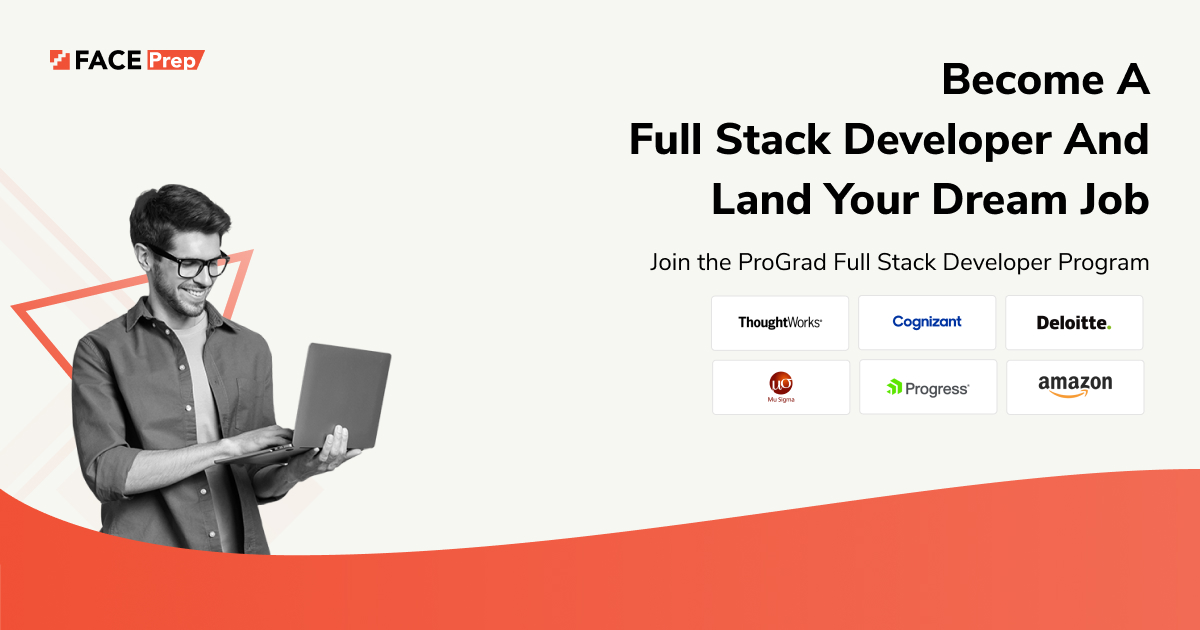 FACE Prep
Become A
Full Stack Developer And
Land Your Dream Job
Join the ProGrad Full Stack Developer Program
ThoughtWorks®
Cognizant
Deloitte.
μσ
Mu Sigma
Progress®
amazon